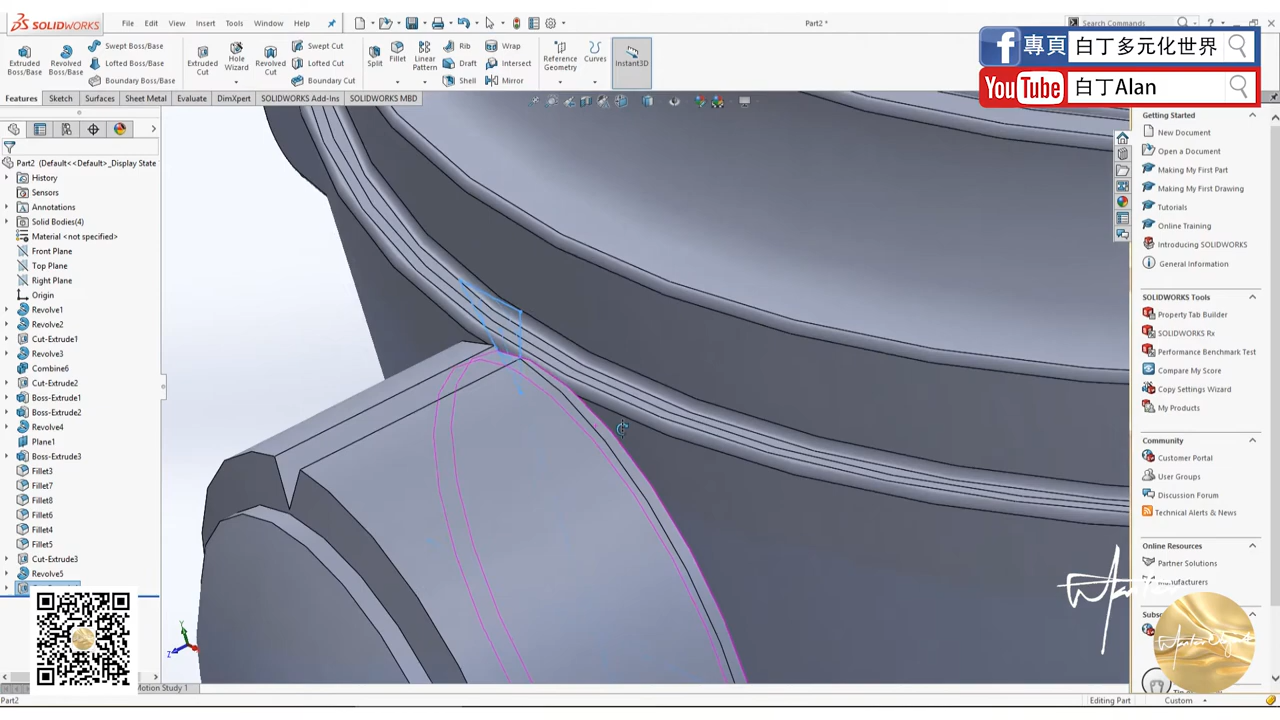 SOLIDWORKS File Edit View Insert Tools Window Help Part2 * Search Commands
Extruded Boss/Base Revolved Boss/Base Swept Boss/Base Lofted Boss/Base Boundary Boss/Base Extruded Cut Hole Wizard Revolved Cut Swept Cut Lofted Cut Boundary Cut Split Fillet Linear Pattern Rib Draft Shell Wrap Intersect Mirror Reference Geometry Curves Instant3D
專頁 白丁多元化世界
YouTube 白丁Alan
Features Sketch Surfaces Sheet Metal Evaluate DimXpert SOLIDWORKS Add-Ins SOLIDWORKS MBD
Part2 (Default<<Default>_Display State
History
Sensors
Annotations
Solid Bodies(4)
Material <not specified>
Front Plane
Top Plane
Right Plane
Origin
Revolve1
Revolve2
Cut-Extrude1
Revolve3
Combine6
Cut-Extrude2
Boss-Extrude1
Boss-Extrude2
Revolve4
Plane1
Boss-Extrude3
Fillet3
Fillet7
Fillet8
Fillet6
Fillet4
Fillet5
Cut-Extrude3
Revolve5
Motion Study 1
Part2
Getting Started
New Document
Open a Document
Making My First Part
Making My First Drawing
Tutorials
Online Training
Introducing SOLIDWORKS
General Information
SOLIDWORKS Tools
Property Tab Builder
SOLIDWORKS Rx
Performance Benchmark Test
Compare My Score
Copy Settings Wizard
My Products
Community
Customer Portal
User Groups
Discussion Forum
Technical Alerts & News
Online Resources
Partner Solutions
Editing Part Custom